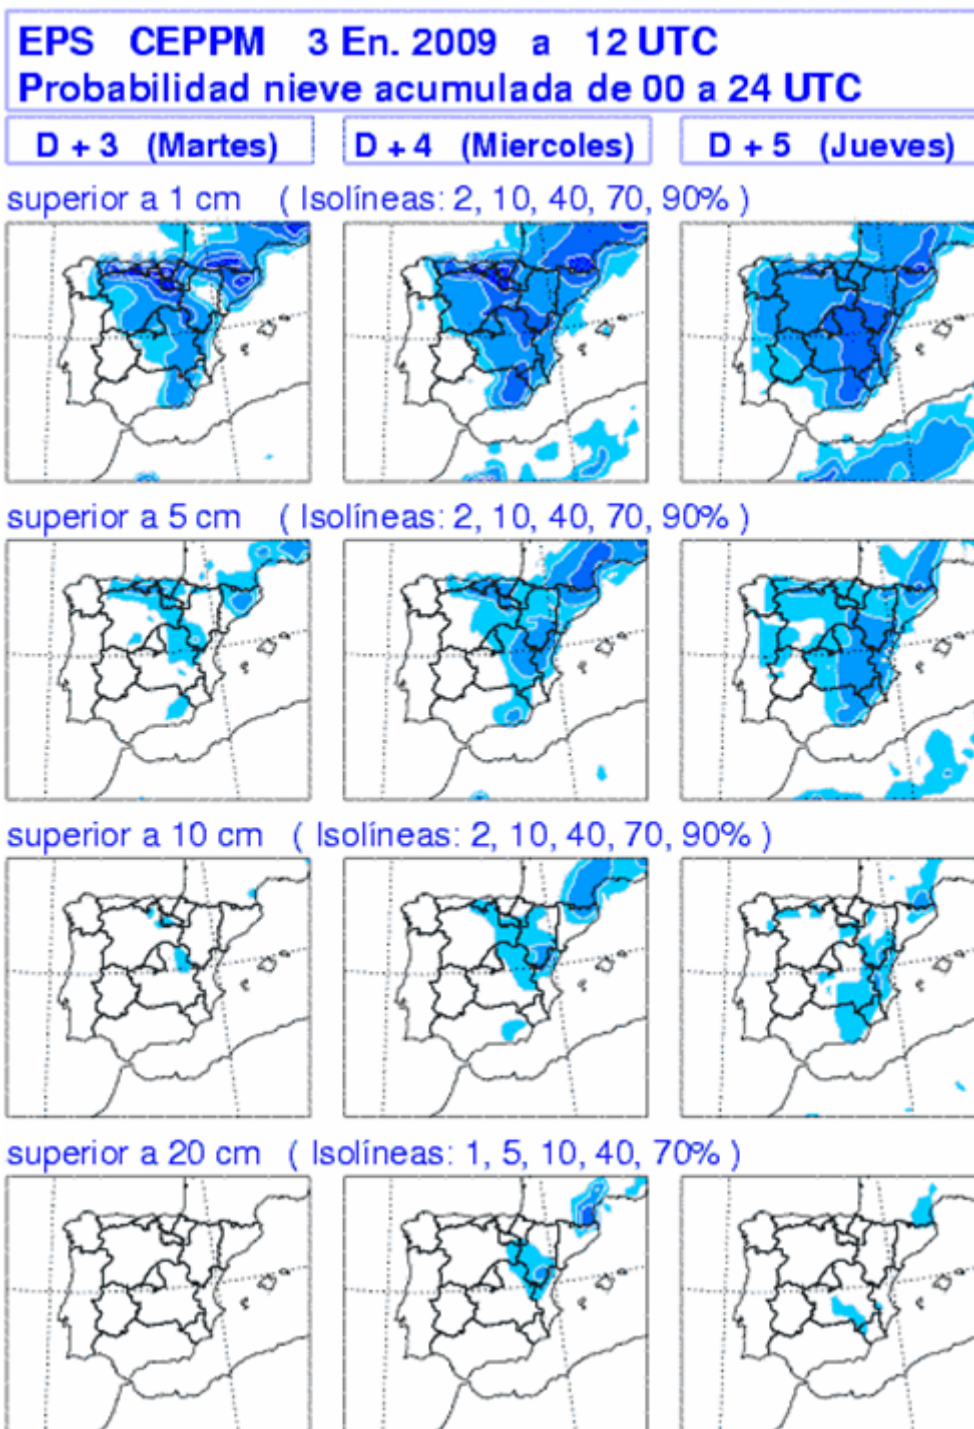 EPS CEPPM 3 En. 2009 a 12 UTC
Probabilidad nieve acumulada de 00 a 24 UTC
D + 3 (Martes) D + 4 (Miercoles) D + 5 (Jueves)
superior a 1 cm ( Isolíneas: 2, 10, 40, 70, 90% )
superior a 5 cm ( Isolíneas: 2, 10, 40, 70, 90% )
superior a 10 cm ( Isolíneas: 2, 10, 40, 70, 90% )
superior a 20 cm ( Isolíneas: 1, 5, 10, 40, 70% )